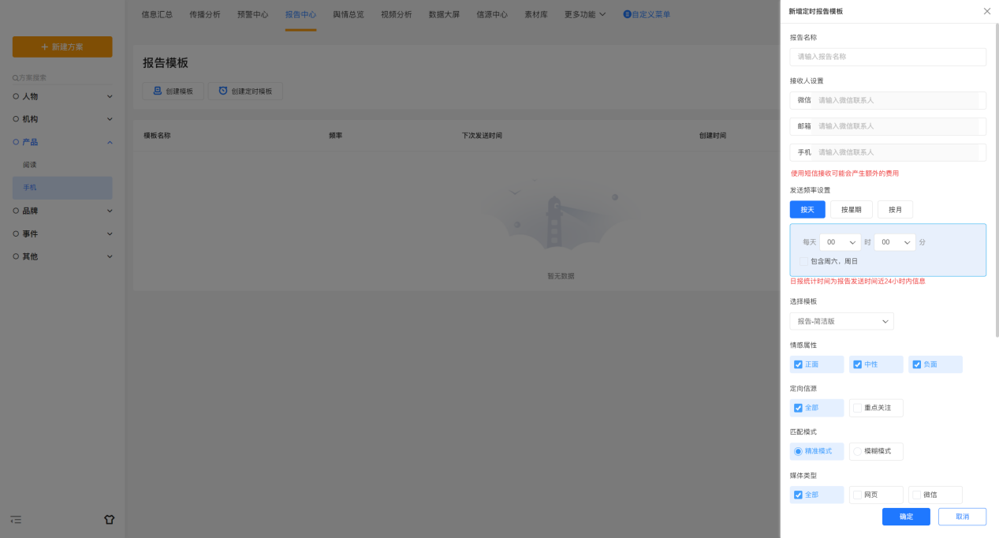 信息汇总 传播分析 预警中心 报告中心 舆情总览 视频分析 数据大屏 信源中心 素材库 更多功能 自定义菜单
新建方案
方案搜索
人物
机构
产品
阅读
手机
品牌
事件
其他
报告模板
创建模板 创建定时模板
模板名称 频率 下次发送时间 创建时间
暂无数据
新增定时报告模板
报告名称
请输入报告名称
接收人设置
微信 请输入微信联系人
邮箱 请输入微信联系人
手机 请输入微信联系人
使用短信接收可能会产生额外的费用
发送频率设置
按天 按星期 按月
每天 00 时 00 分
包含周六，周日
日报统计时间为报告发送时间近24小时内信息
选择模板
报告-简洁版
情感属性
正面 中性 负面
定向信源
全部 重点关注
匹配模式
精准模式 模糊模式
媒体类型
全部 网页 微信
确定 取消